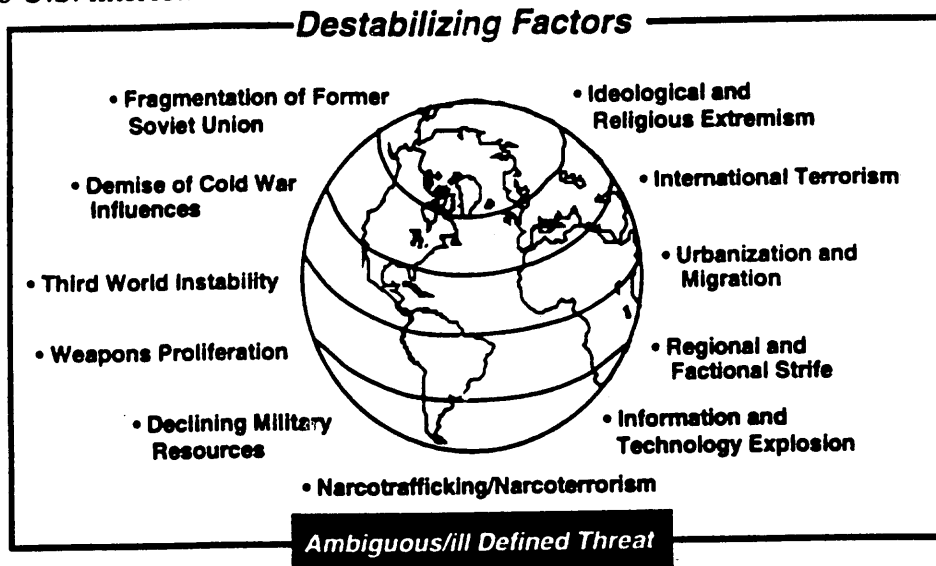 Destabilizing Factors
• Fragmentation of Former
Soviet Union
• Demise of Cold War
Influences
• Third World Instability
• Weapons Proliferation
• Declining Military
Resources
• Ideological and
Religious Extremism
• International Terrorism
• Urbanization and
Migration
• Regional and
Factional Strife
• Information and
Technology Explosion
• Narcotrafficking/Narcoterrorism
Ambiguous/ill Defined Threat